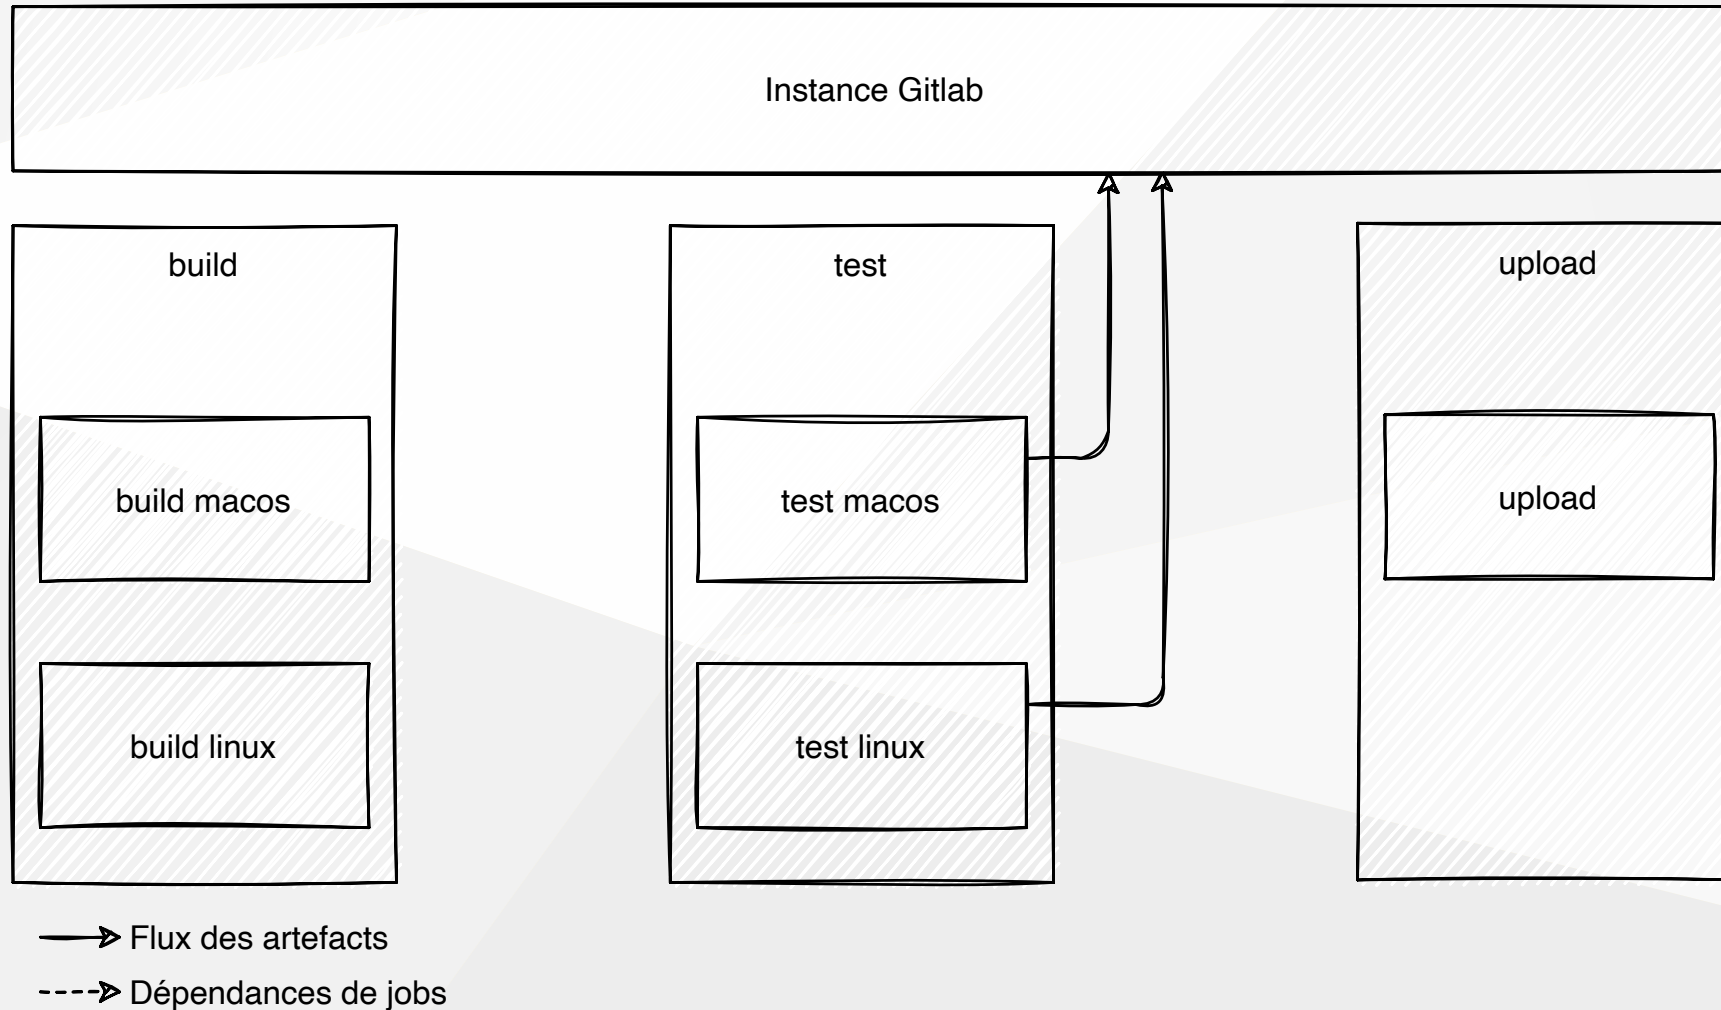 Instance Gitlab
build
test
upload
build macos
test macos
upload
build linux
test linux
Flux des artefacts
Dépendances de jobs